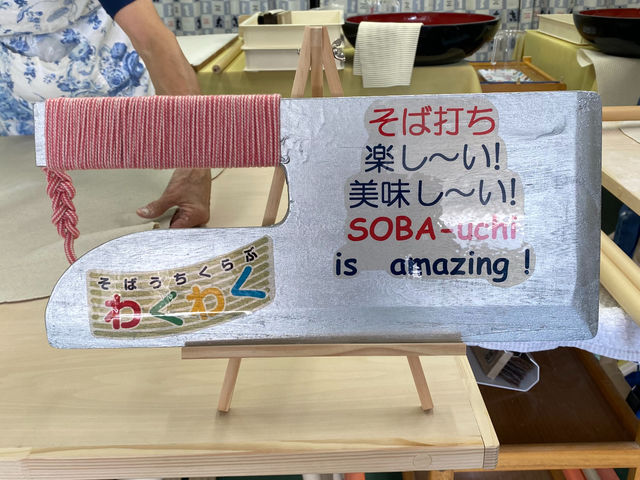 そば打ち
楽し〜い!
美味し〜い!
SOBA-uchi
is amazing !
そばうちくらぶ
わくわく